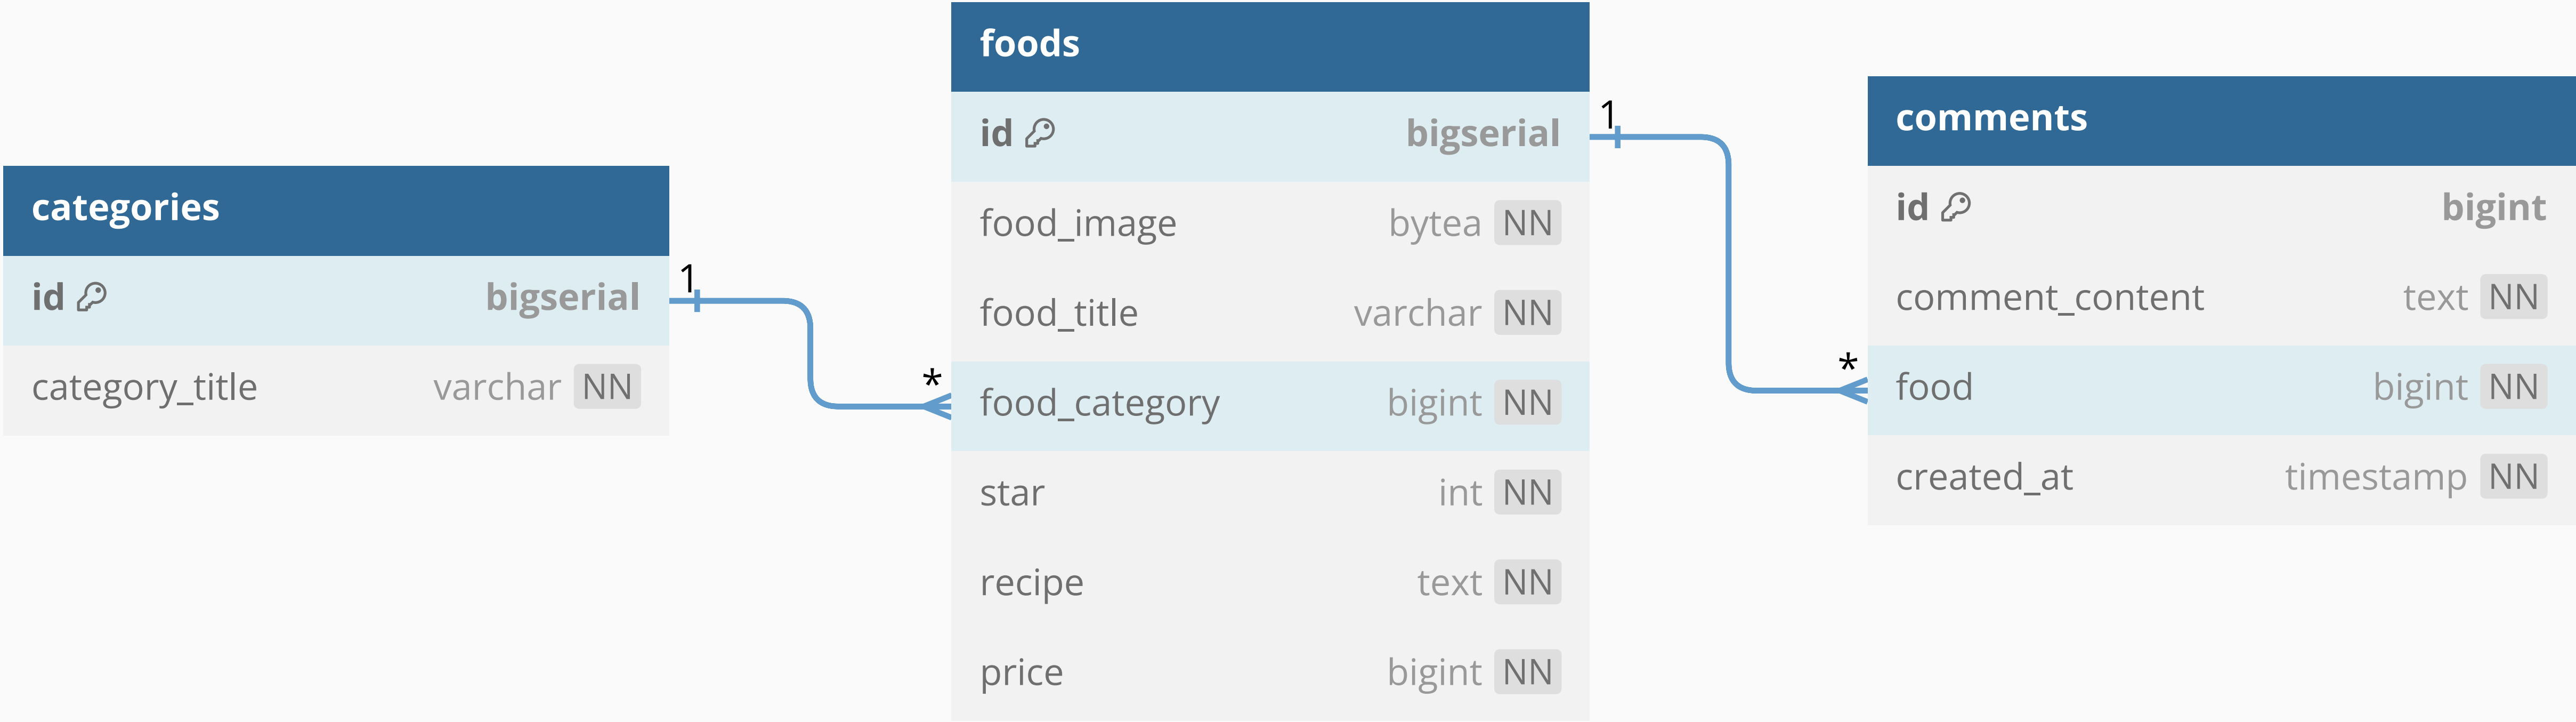 categories
id bigserial
category_title varchar NN
1
*
foods
id bigserial
food_image bytea NN
food_title varchar NN
food_category bigint NN
star int NN
recipe text NN
price bigint NN
1
*
comments
id bigint
comment_content text NN
food bigint NN
created_at timestamp NN